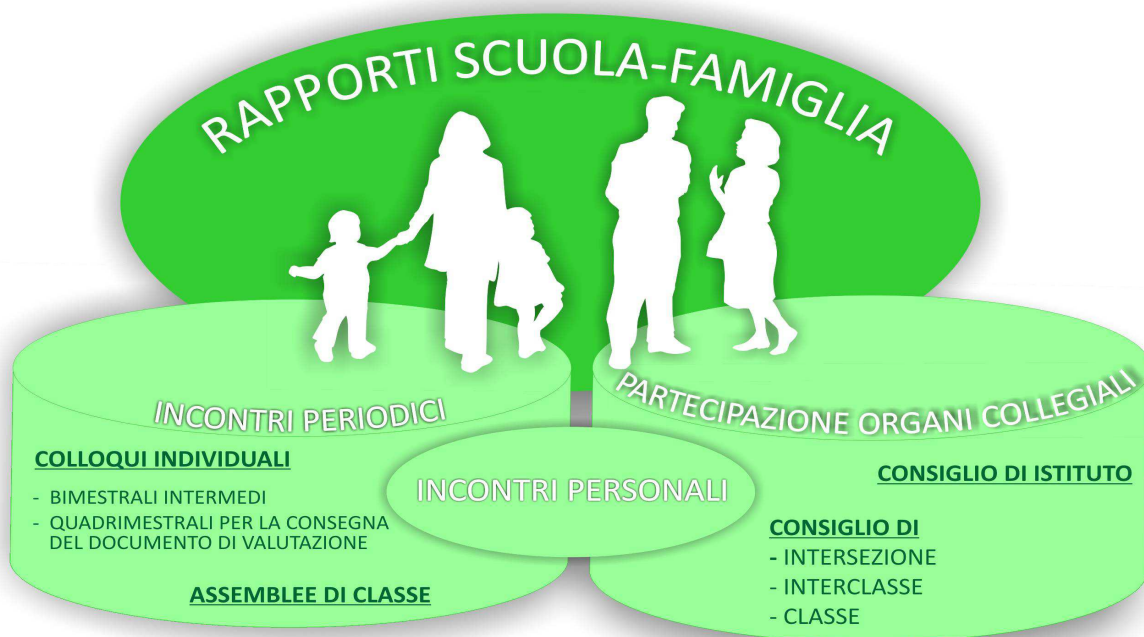 RAPPORTI SCUOLA-FAMIGLIA
INCONTRI PERIODICI
COLLOQUI INDIVIDUALI
- BIMESTRALI INTERMEDI
- QUADRIMESTRALI PER LA CONSEGNA
DEL DOCUMENTO DI VALUTAZIONE
ASSEMBLEE DI CLASSE
INCONTRI PERSONALI
PARTECIPAZIONE ORGANI COLLEGIALI
CONSIGLIO DI ISTITUTO
CONSIGLIO DI
- INTERSEZIONE
- INTERCLASSE
- CLASSE